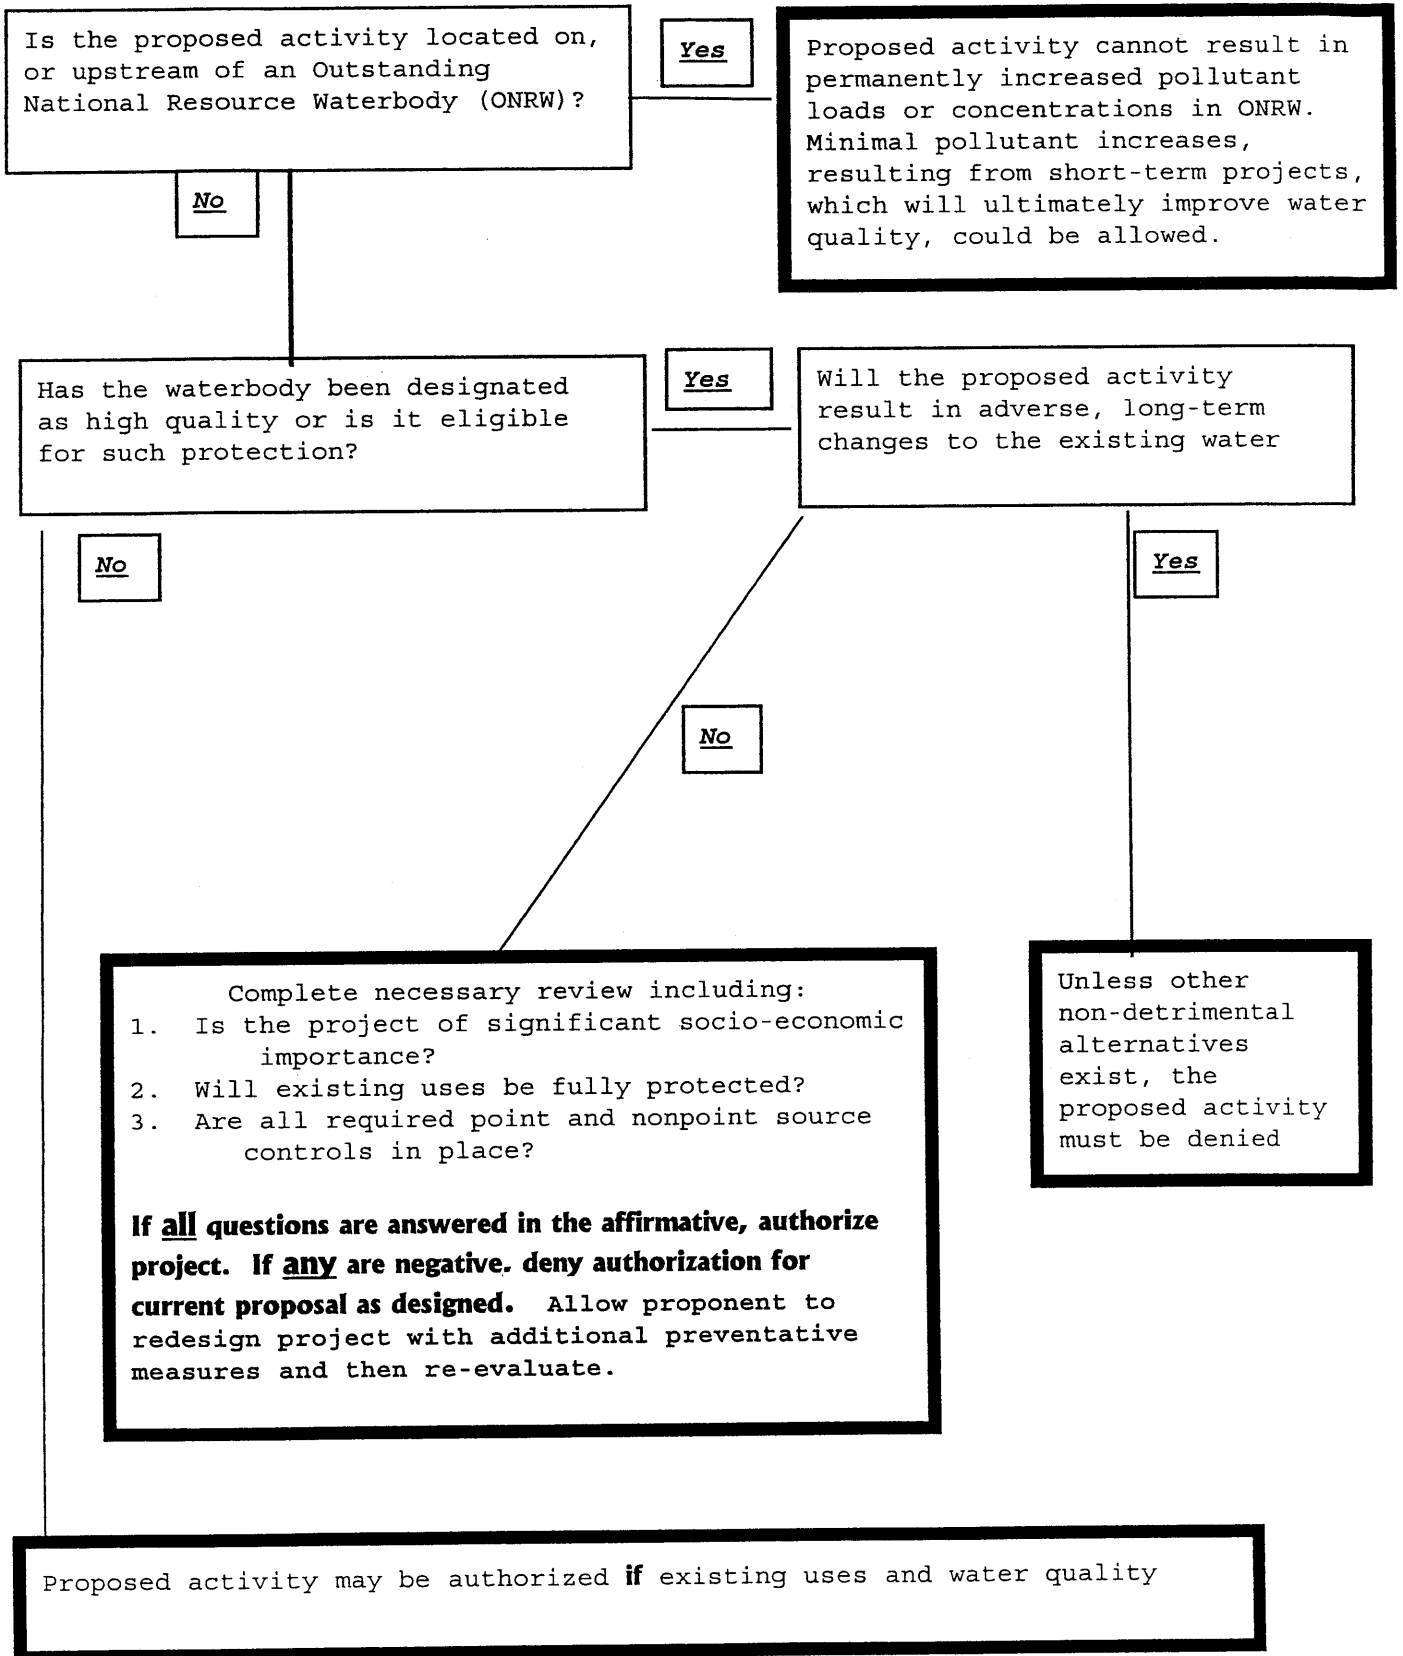 Is the proposed activity located on,
or upstream of an Outstanding
National Resource Waterbody (ONRW)?
Yes
Proposed activity cannot result in
permanently increased pollutant
loads or concentrations in ONRW.
Minimal pollutant increases,
resulting from short-term projects,
which will ultimately improve water
quality, could be allowed.
No
Has the waterbody been designated
as high quality or is it eligible
for such protection?
Yes
Will the proposed activity
result in adverse, long-term
changes to the existing water
No
Yes
No
Complete necessary review including:
1. Is the project of significant socio-economic
importance?
2. Will existing uses be fully protected?
3. Are all required point and nonpoint source
controls in place?
If all questions are answered in the affirmative, authorize
project. If any are negative. deny authorization for
current proposal as designed. Allow proponent to
redesign project with additional preventative
measures and then re-evaluate.
Unless other
non-detrimental
alternatives
exist, the
proposed activity
must be denied
Proposed activity may be authorized if existing uses and water quality